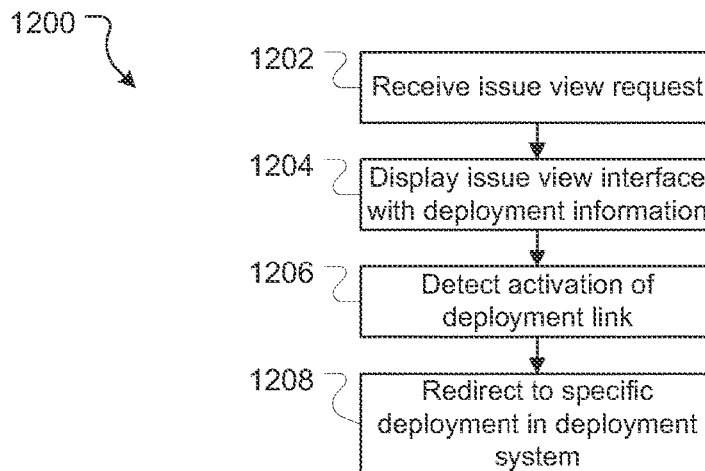 1200
1202
Receive issue view request
1204
Display issue view interface
with deployment information
1206
Detect activation of
deployment link
1208
Redirect to specific
deployment in deployment
system